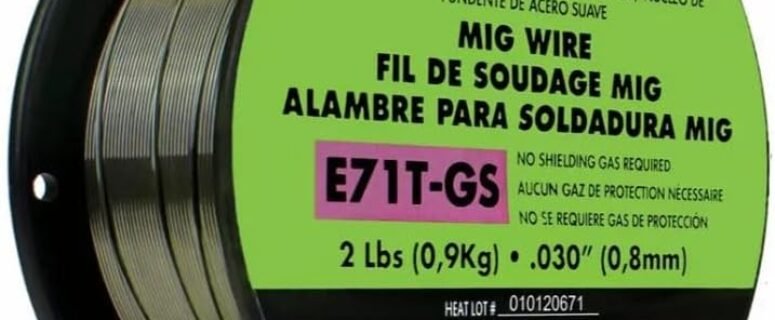 FUNDENTE DE ACERO SUAVE
MIG WIRE
FIL DE SOUDAGE MIG
ALAMBRE PARA SOLDADURA MIG
E71T-GS
NO SHIELDING GAS REQUIRED
AUCUN GAZ DE PROTECTION NÉCESSAIRE
NO SE REQUIERE GAS DE PROTECCIÓN
2 Lbs (0,9Kg) • .030” (0,8mm)
HEAT LOT # 010120671